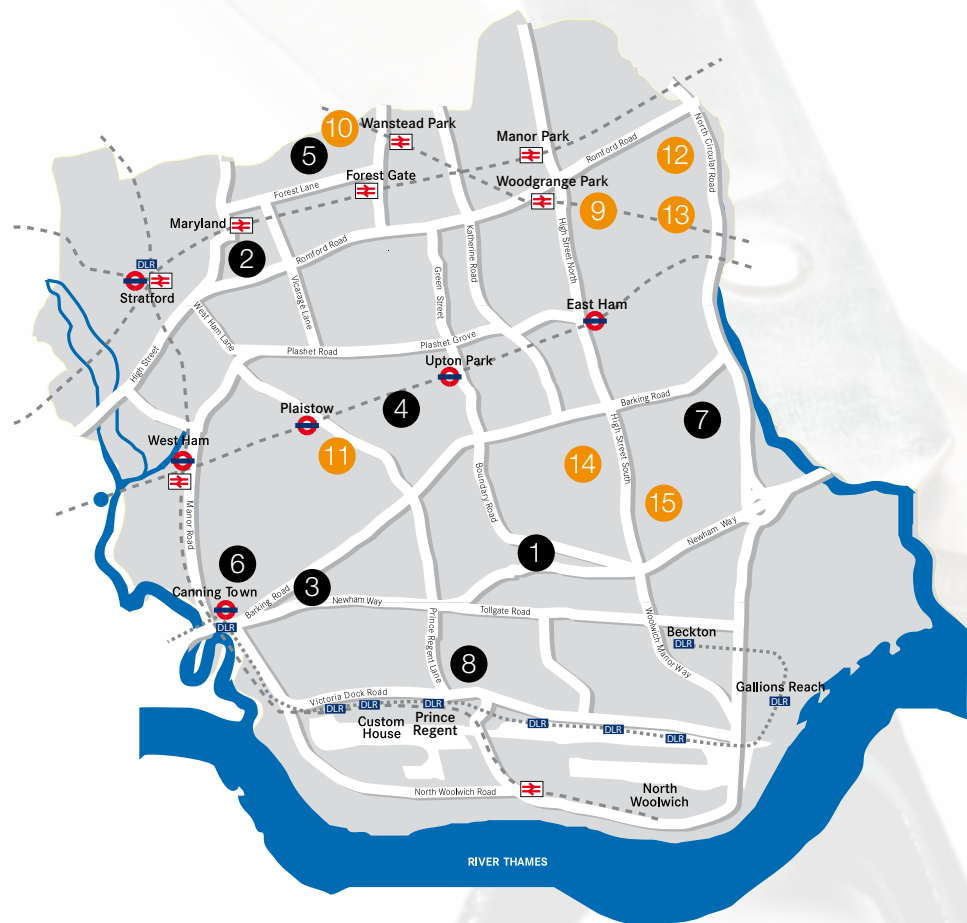 10
Wanstead Park
Manor Park
5
Romford Road
North Circular Road
12
Forest Gate
Forest Lane
Woodgrange Park
9
13
Maryland
High Street North
Katherine Road
2
Romford Road
DLR
Stratford
Vicarage Lane
Green Street
East Ham
West Ham Lane
High Street
Plashet Road
Plashet Grove
Upton Park
4
Barking Road
7
Plaistow
West Ham
11
High Street South
14
Boundary Road
15
Manor Road
Newham Way
1
6
Canning Town
Barking Road
3
Newham Way
Tollgate Road
DLR
Prince Regent Lane
Woolwich Manor Way
Beckton
DLR
8
Gallions Reach
DLR
Victoria Dock Road
DLR
DLR
DLR
Custom
House
Prince
Regent
DLR
DLR
DLR
North Woolwich Road
North
Woolwich
RIVER THAMES